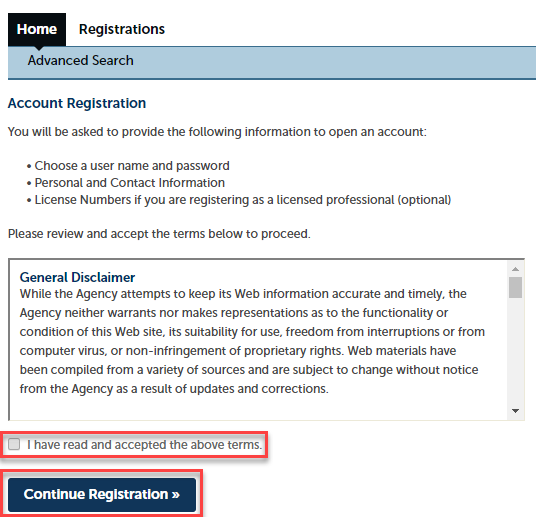 Home Registrations
Advanced Search
Account Registration
You will be asked to provide the following information to open an account:
• Choose a user name and password
• Personal and Contact Information
• License Numbers if you are registering as a licensed professional (optional)
Please review and accept the terms below to proceed.
General Disclaimer
While the Agency attempts to keep its Web information accurate and timely, the
Agency neither warrants nor makes representations as to the functionality or
condition of this Web site, its suitability for use, freedom from interruptions or from
computer virus, or non-infringement of proprietary rights. Web materials have
been compiled from a variety of sources and are subject to change without notice
from the Agency as a result of updates and corrections.
I have read and accepted the above terms.
Continue Registration »